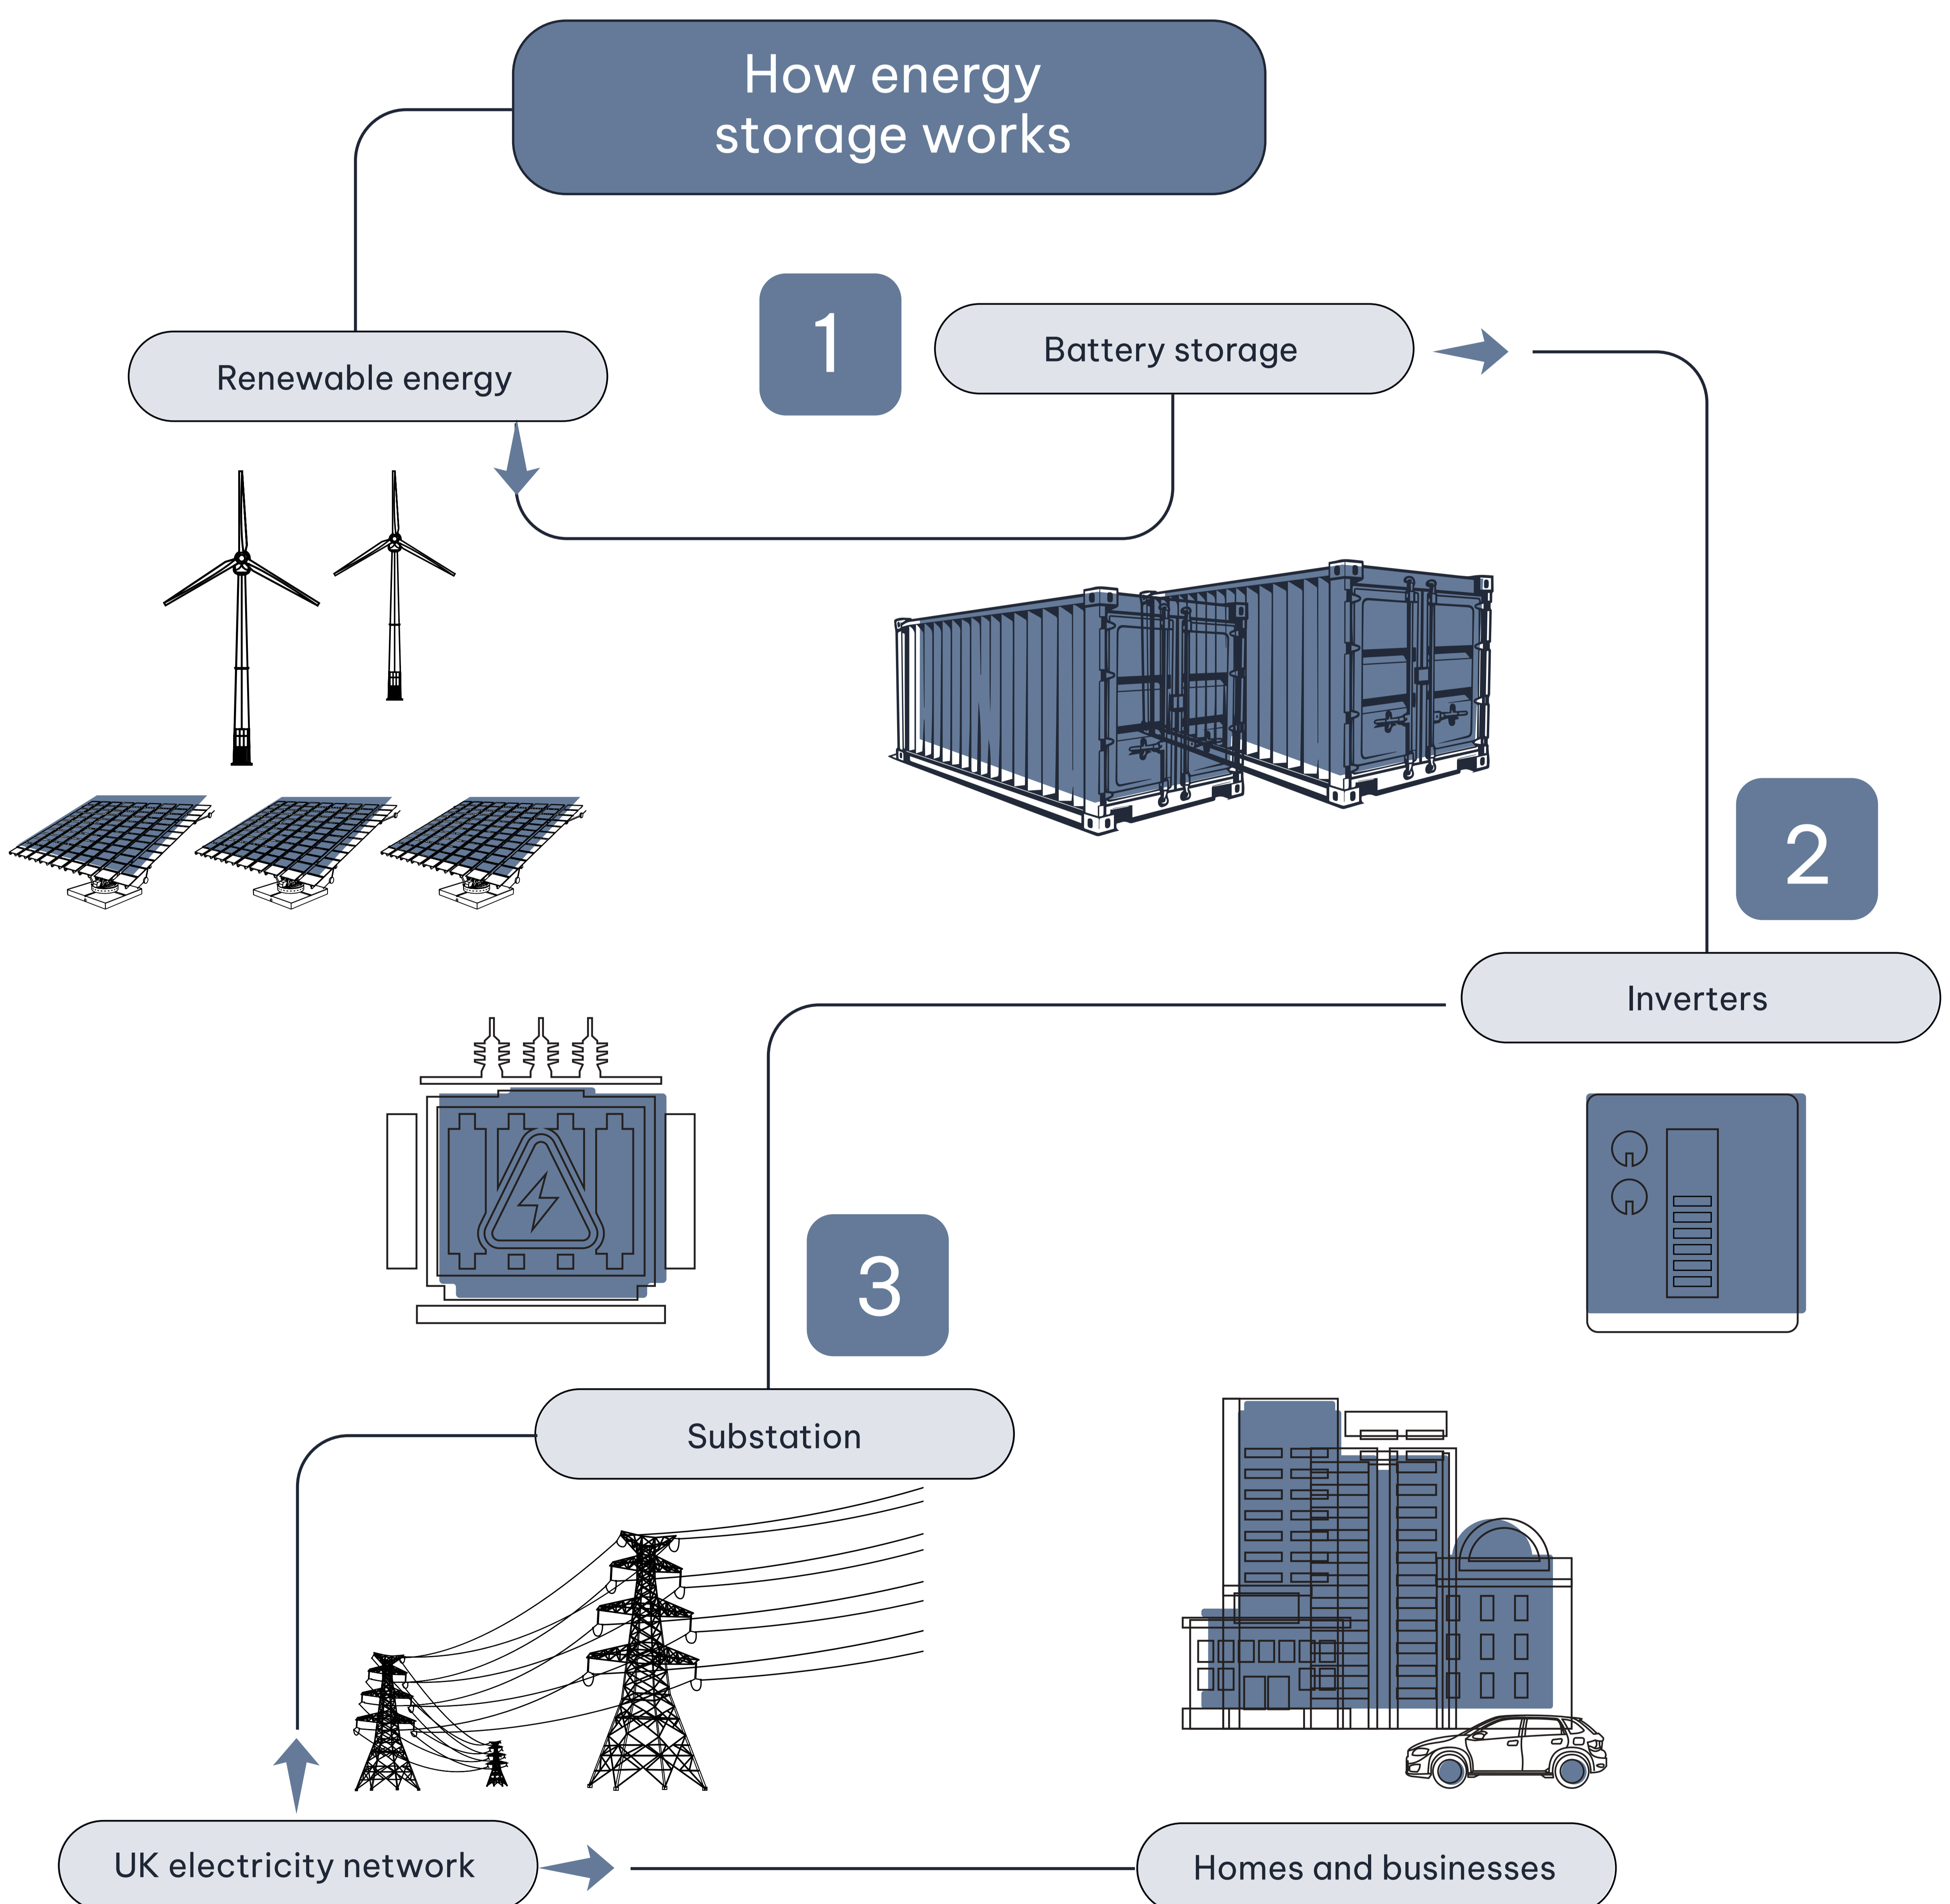 How energy
storage works
Renewable energy
1
Battery storage
2
Inverters
3
Substation
UK electricity network
Homes and businesses